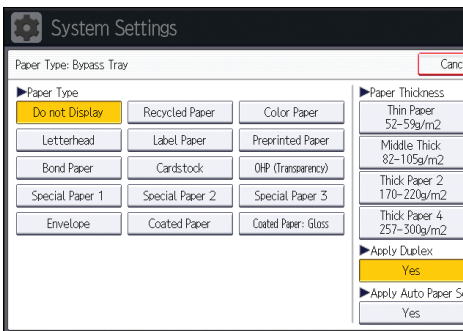 System Settings
Paper Type: Bypass Tray
▶Paper Type
Do not Display
Recycled Paper
Color Paper
Letterhead
Label Paper
Preprinted Paper
Bond Paper
Cardstock
OHP (Transparency)
Special Paper 1
Special Paper 2
Special Paper 3
Envelope
Coated Paper
Coated Paper: Gloss
Canc
▶Paper Thickness
Thin Paper
52-59g/m2
Middle Thick
82-105g/m2
Thick Paper 2
170-220g/m2
Thick Paper 4
257-300g/m2
▶Apply Duplex
Yes
▶Apply Auto Paper S
Yes